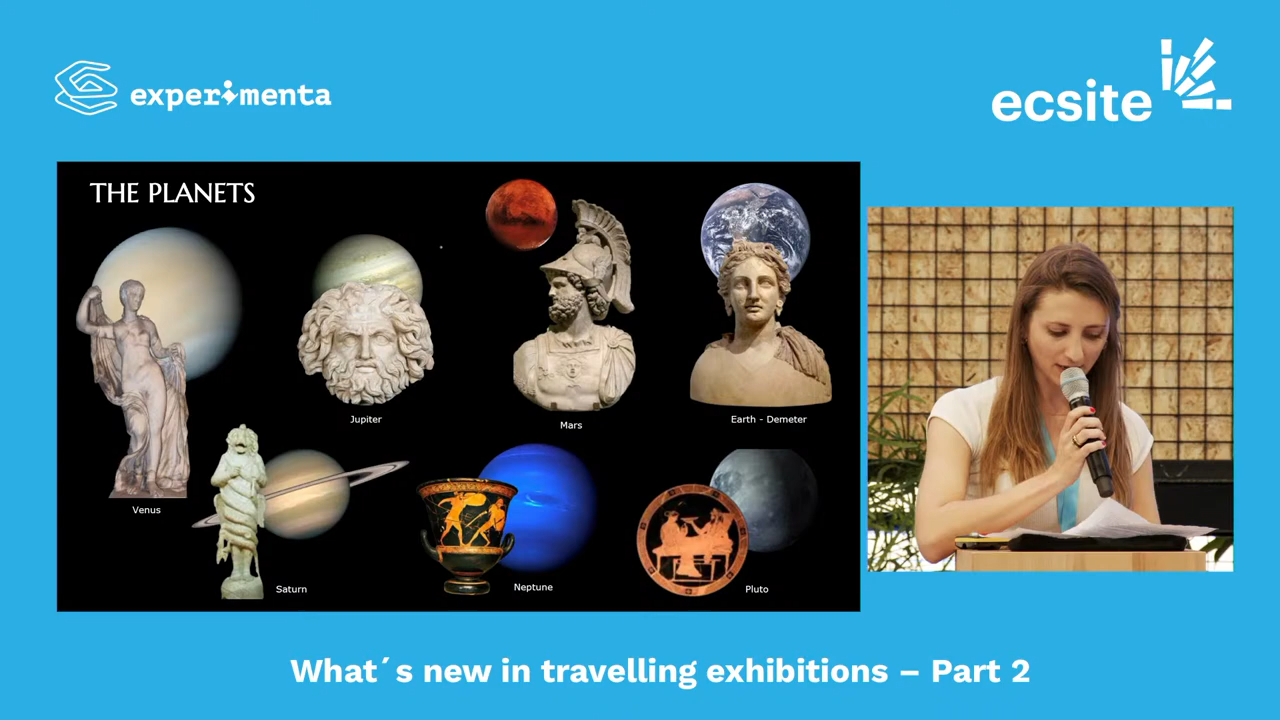 experimenta
ecsite
THE PLANETS
Venus
Jupiter
Mars
Earth - Demeter
Saturn
Neptune
Pluto
What´s new in travelling exhibitions – Part 2